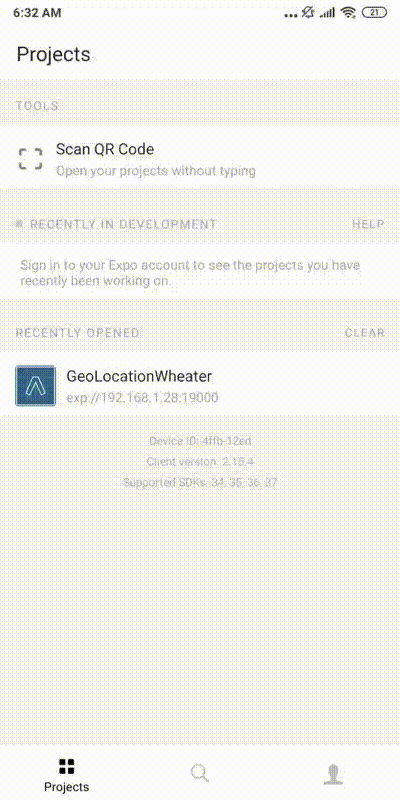 6:32 AM
21
Projects
TOOLS
Scan QR Code
Open your projects without typing
RECENTLY IN DEVELOPMENT
HELP
Sign in to your Expo account to see the projects you have
recently been working on.
RECENTLY OPENED
CLEAR
GeoLocationWheater
exp://192.168.1.28:19000
Device ID: 4ffb-12ed
Client version: 2.15.4
Supported SDKs: 34, 35, 36, 37
Projects